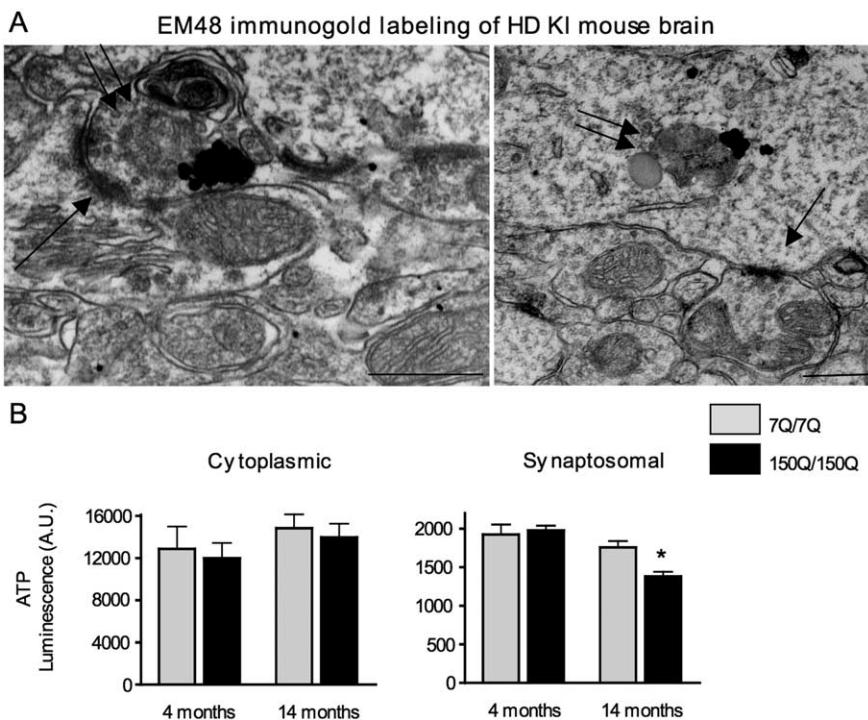 A
EM48 immunogold labeling of HD KI mouse brain
B
7Q/7Q
150Q/150Q
Cytoplasmic
Synaptosomal
ATP
Luminescence (A.U.)
16000
12000
8000
4000
0
4 months
14 months
2000
1500
1000
500
0
*
4 months
14 months